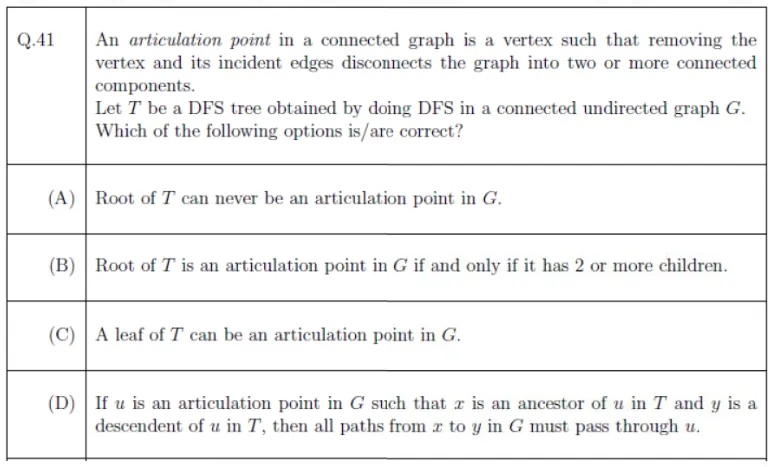 Q.41 An articulation point in a connected graph is a vertex such that removing the
vertex and its incident edges disconnects the graph into two or more connected
components.
Let T be a DFS tree obtained by doing DFS in a connected undirected graph G.
Which of the following options is/are correct?
(A) Root of T can never be an articulation point in G.
(B) Root of T is an articulation point in G if and only if it has 2 or more children.
(C) A leaf of T can be an articulation point in G.
(D) If u is an articulation point in G such that x is an ancestor of u in T and y is a
descendent of u in T, then all paths from x to y in G must pass through u.